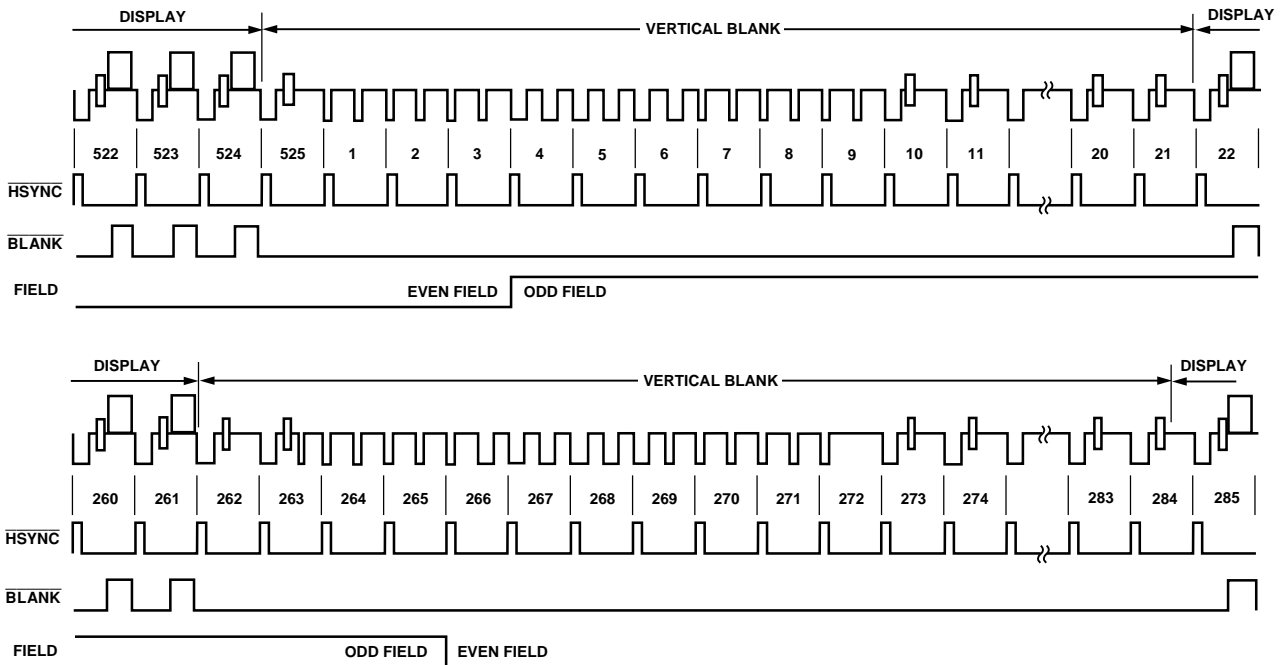 DISPLAY VERTICAL BLANK DISPLAY
522 523 524 525 1 2 3 4 5 6 7 8 9 10 11 20 21 22
HSYNC
BLANK
FIELD EVEN FIELD ODD FIELD
DISPLAY VERTICAL BLANK DISPLAY
260 261 262 263 264 265 266 267 268 269 270 271 272 273 274 283 284 285
HSYNC
BLANK
FIELD ODD FIELD EVEN FIELD